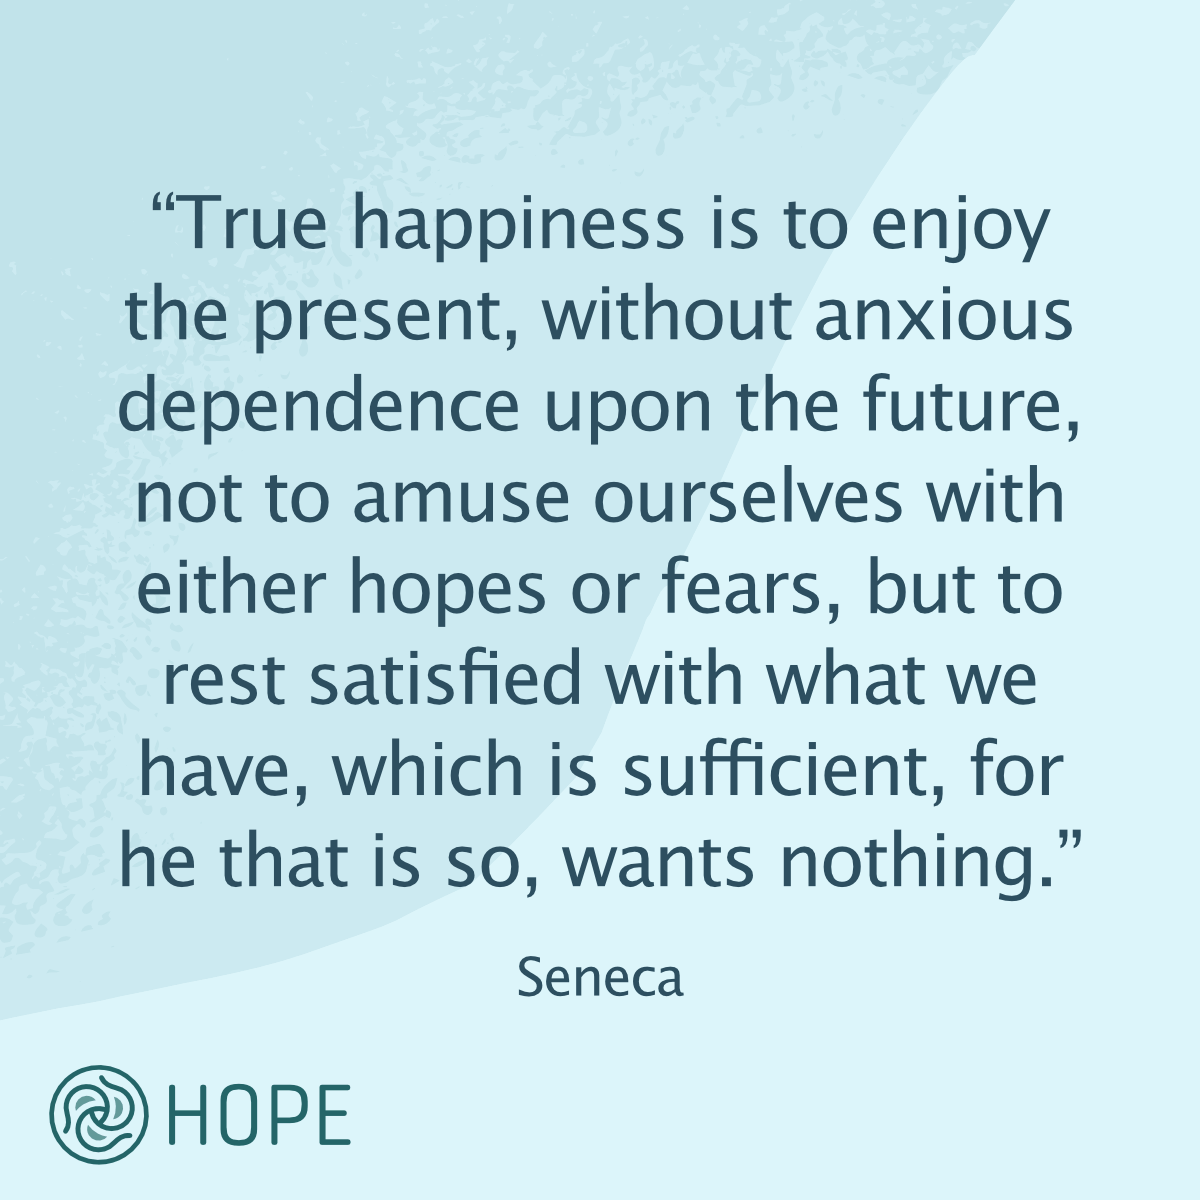 “True happiness is to enjoy
the present, without anxious
dependence upon the future,
not to amuse ourselves with
either hopes or fears, but to
rest satisfied with what we
have, which is sufficient, for
he that is so, wants nothing.”
Seneca
HOPE